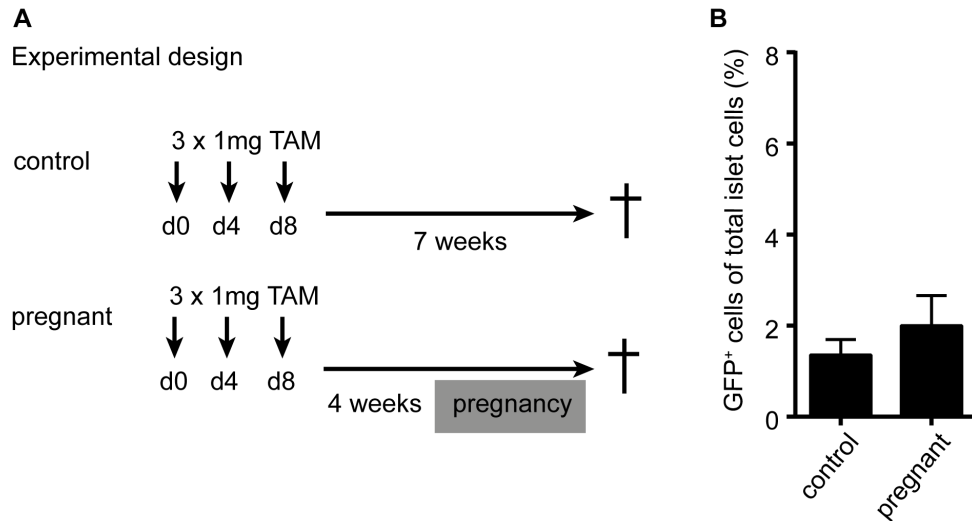 A
Experimental design
control
3 x 1mg TAM
d0 d4 d8
7 weeks
pregnant
3 x 1mg TAM
d0 d4 d8
4 weeks
pregnancy
B
GFP⁺ cells of total islet cells (%)
8
6
4
2
0
control
pregnant